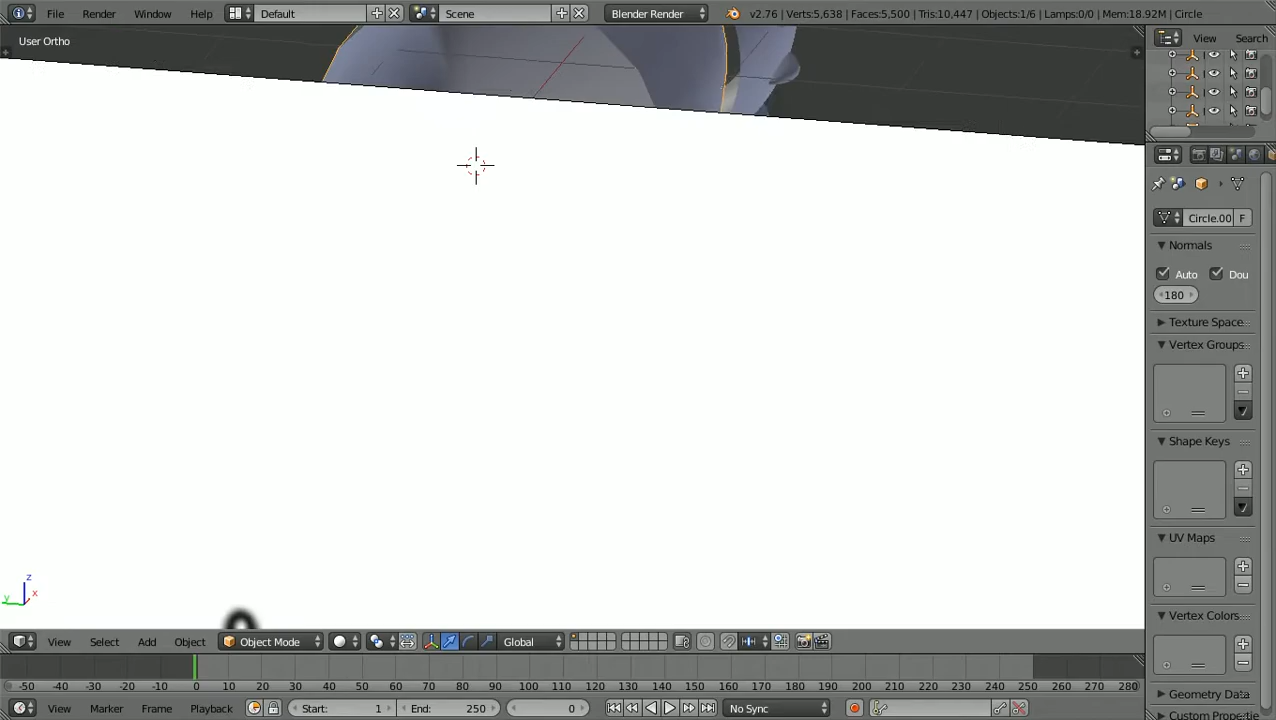 File Render Window Help Default Scene Blender Render v2.76 | Verts:5,638 | Faces:5,500 | Tris:10,447 | Objects:1/6 | Lamps:0/0 | Mem:18.92M | Circle
User Ortho
View Search
Circle.00 F
Normals
Auto Dou
180
Texture Space
Vertex Groups
Shape Keys
UV Maps
z
y x
Vertex Colors
View Select Add Object Object Mode Global
-50 -40 -30 -20 -10 0 10 20 30 40 50 60 70 80 90 100 110 120 130 140 150 160 170 180 190 200 210 220 230 240 250 260 270 280
Geometry Data
View Marker Frame Playback Start: 1 End: 250 0 No Sync
Custom Propertie